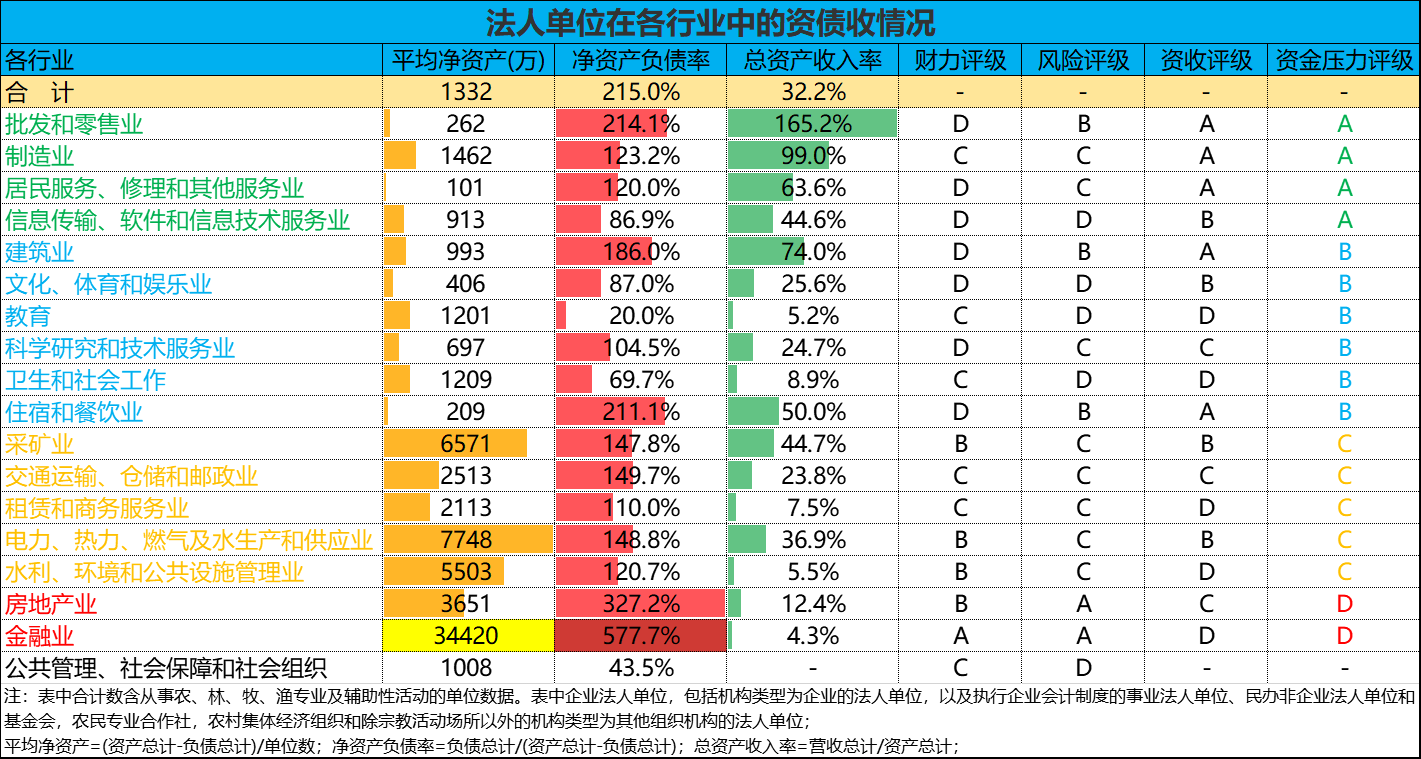 法人单位在各行业中的资债收情况
各行业 平均净资产(万) 净资产负债率 总资产收入率 财力评级 风险评级 资收评级 资金压力评级
合 计 1332 215.0% 32.2% - - - -
批发和零售业 262 214.1% 165.2% D B A A
制造业 1462 123.2% 99.0% C C A A
居民服务、修理和其他服务业 101 120.0% 63.6% D C A A
信息传输、软件和信息技术服务业 913 86.9% 44.6% D D B A
建筑业 993 186.0% 74.0% D B A B
文化、体育和娱乐业 406 87.0% 25.6% D D B B
教育 1201 20.0% 5.2% C D D B
科学研究和技术服务业 697 104.5% 24.7% D C C B
卫生和社会工作 1209 69.7% 8.9% C D D B
住宿和餐饮业 209 211.1% 50.0% D B A B
采矿业 6571 147.8% 44.7% B C B C
交通运输、仓储和邮政业 2513 149.7% 23.8% C C C C
租赁和商务服务业 2113 110.0% 7.5% C C D C
电力、热力、燃气及水生产和供应业 7748 148.8% 36.9% B C B C
水利、环境和公共设施管理业 5503 120.7% 5.5% B C D C
房地产业 3651 327.2% 12.4% B A C D
金融业 34420 577.7% 4.3% A A D D
公共管理、社会保障和社会组织 1008 43.5% - C D - -
注：表中合计数含从事农、林、牧、渔专业及辅助性活动的单位数据。表中企业法人单位，包括机构类型为企业的法人单位，以及执行企业会计制度的事业法人单位、民办非企业法人单位和
基金会，农民专业合作社，农村集体经济组织和除宗教活动场所以外的机构类型为其他组织机构的法人单位；
平均净资产=(资产总计-负债总计)/单位数；净资产负债率=负债总计/(资产总计-负债总计)；总资产收入率=营收总计/资产总计；